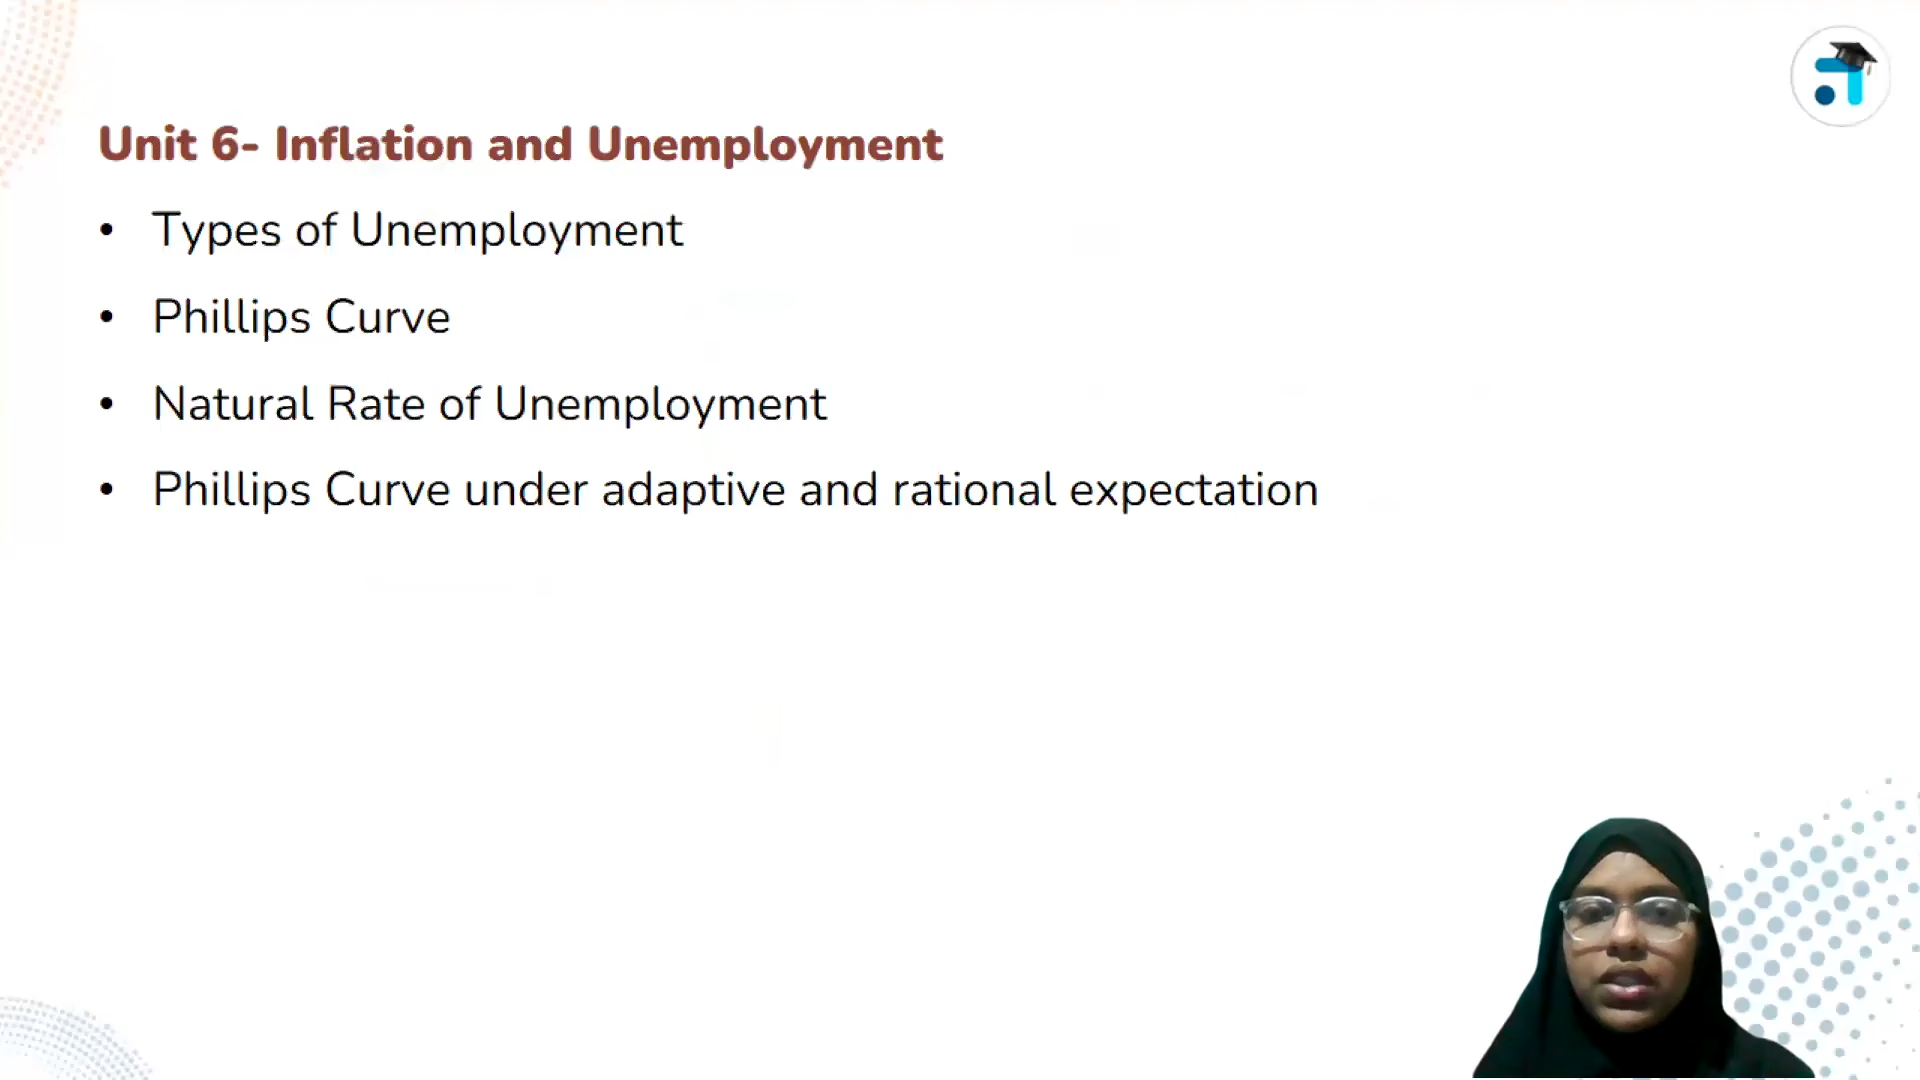 Unit 6- Inflation and Unemployment
• Types of Unemployment
• Phillips Curve
• Natural Rate of Unemployment
• Phillips Curve under adaptive and rational expectation